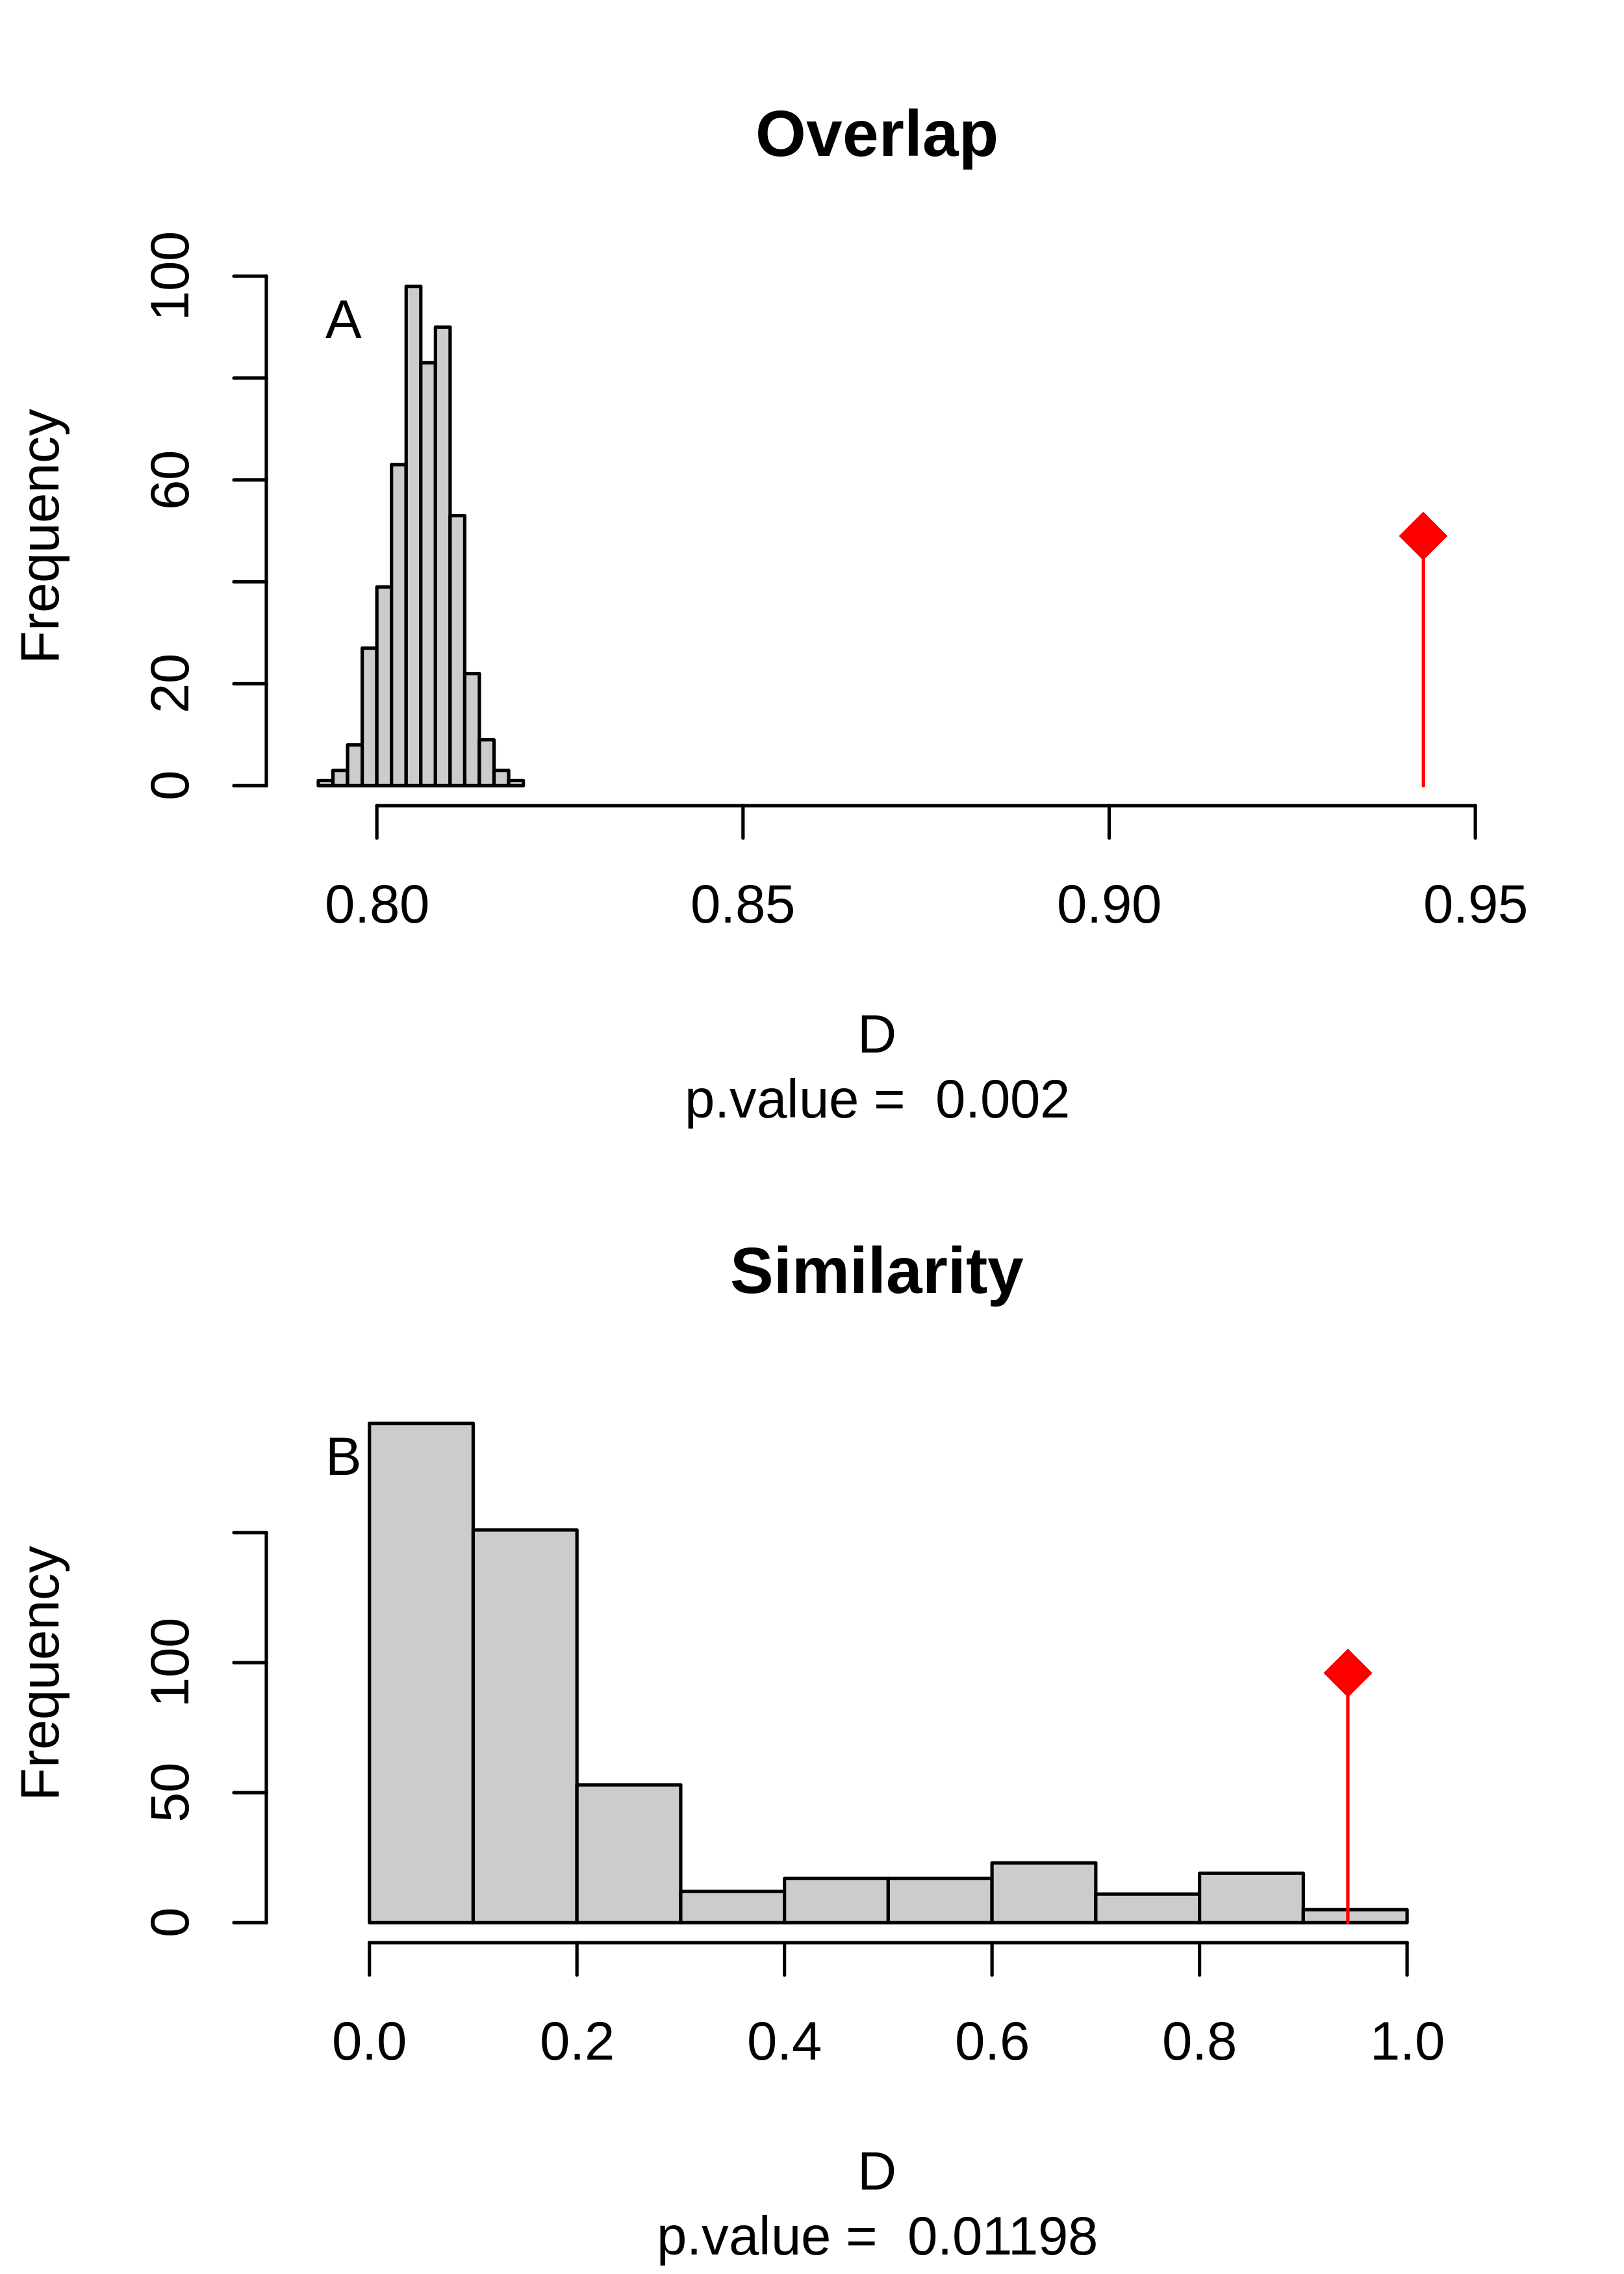 Overlap
A
Frequency
100
60
20
0
0.80 0.85 0.90 0.95
D
p.value = 0.002
Similarity
B
Frequency
100
50
0
0.0 0.2 0.4 0.6 0.8 1.0
D
p.value = 0.01198